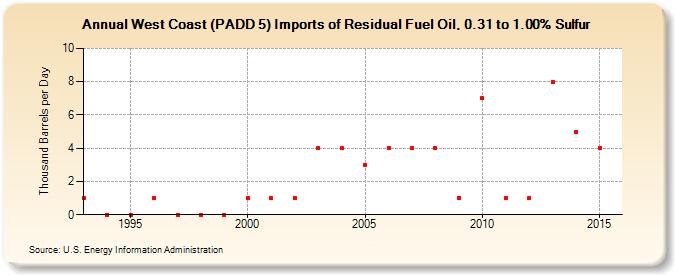 Annual West Coast (PADD 5) Imports of Residual Fuel Oil, 0.31 to 1.00% Sulfur
Thousand Barrels per Day
10
8
6
4
2
0
1995 2000 2005 2010 2015
Source: U.S. Energy Information Administration